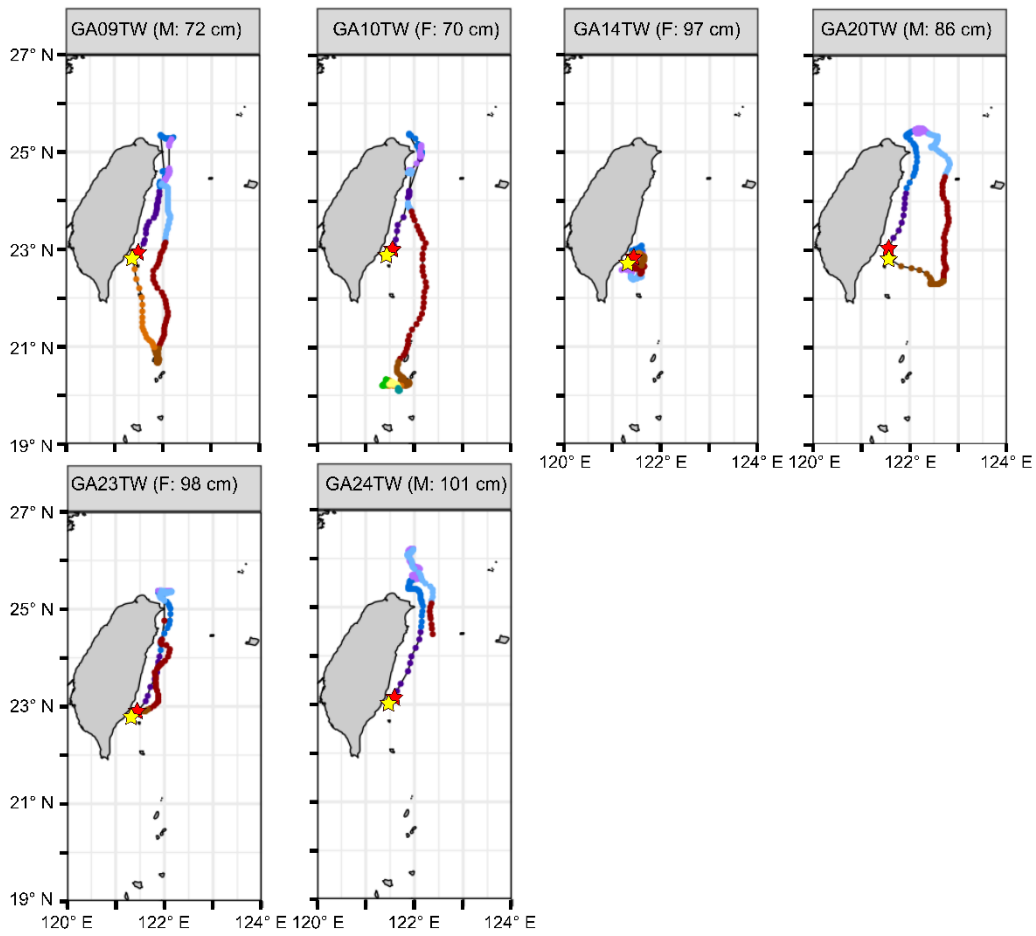 GA09TW (M: 72 cm) GA10TW (F: 70 cm) GA14TW (F: 97 cm) GA20TW (M: 86 cm)
27° N
25° N
23° N
21° N
19° N
120° E 122° E 124° E 120° E 122° E 124° E
GA23TW (F: 98 cm) GA24TW (M: 101 cm)
27° N
25° N
23° N
21° N
19° N
120° E 122° E 124° E 120° E 122° E 124° E